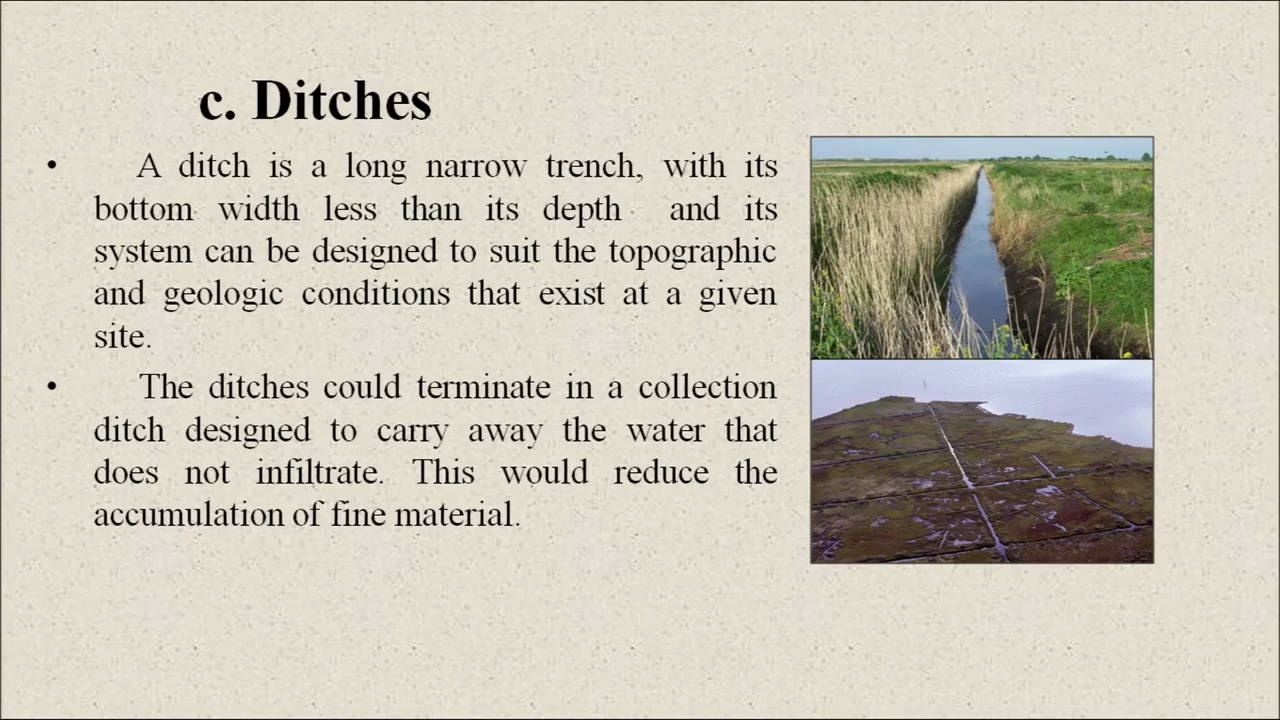 c. Ditches
• A ditch is a long narrow trench, with its
bottom width less than its depth and its
system can be designed to suit the topographic
and geologic conditions that exist at a given
site.
• The ditches could terminate in a collection
ditch designed to carry away the water that
does not infiltrate. This would reduce the
accumulation of fine material.